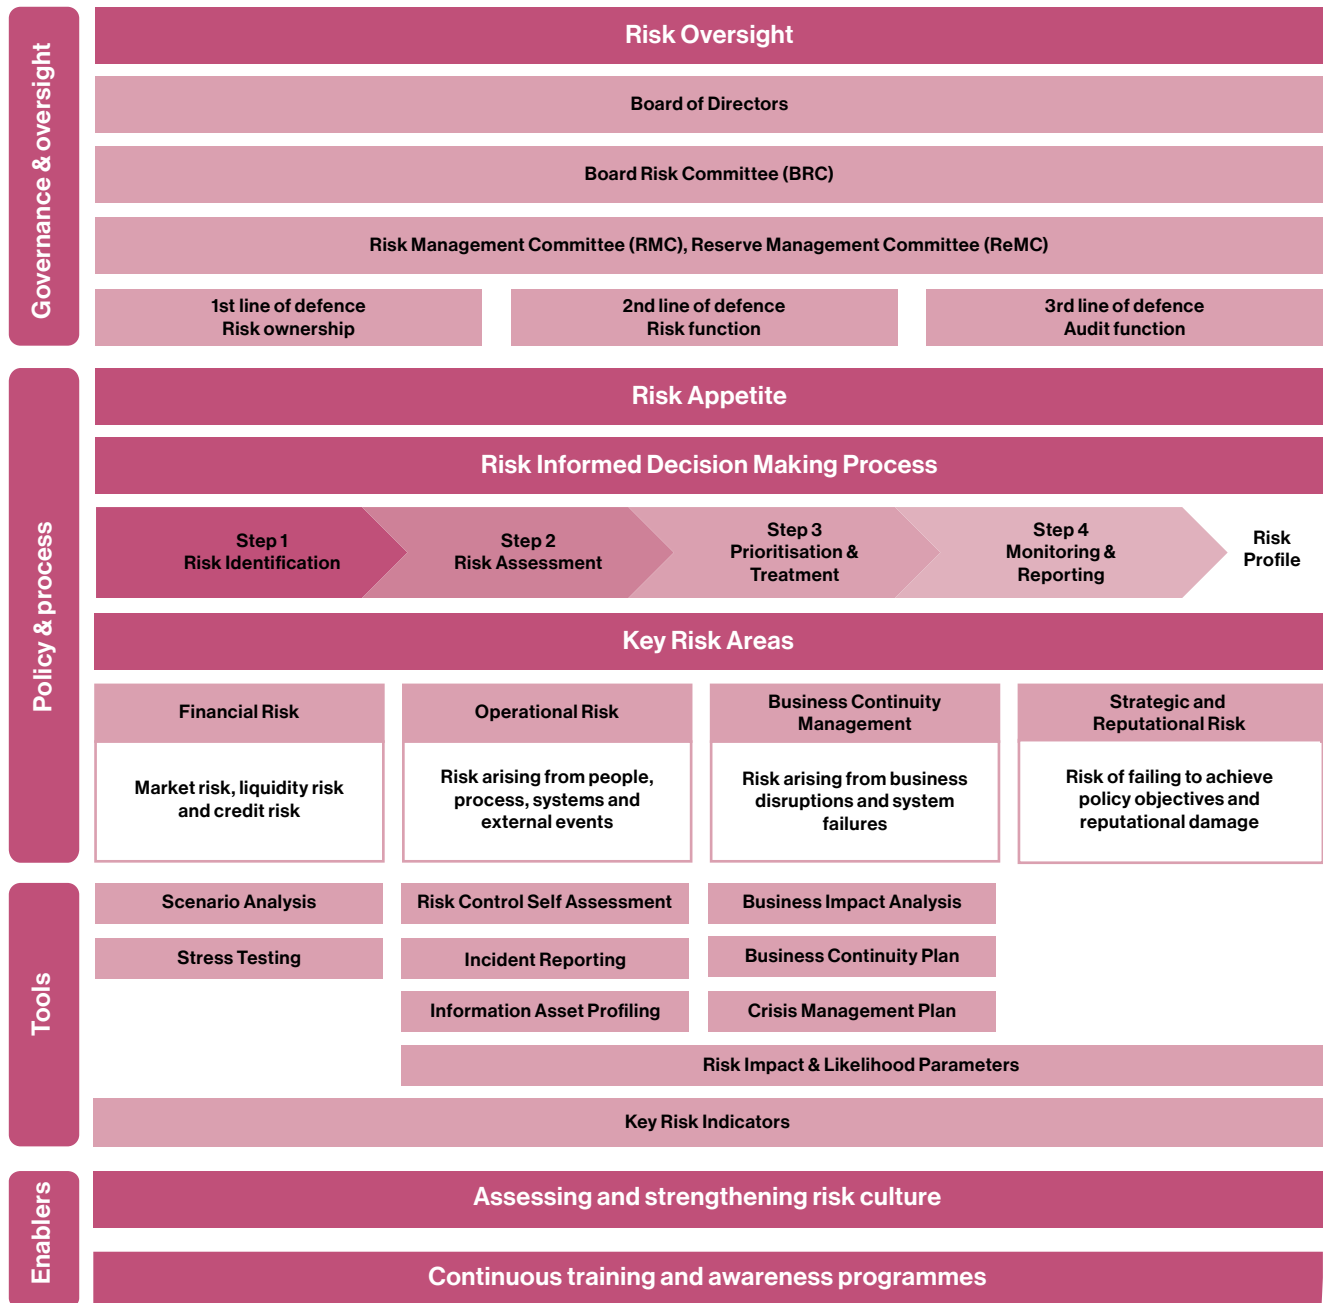 Governance & oversight
Risk Oversight
Board of Directors
Board Risk Committee (BRC)
Risk Management Committee (RMC), Reserve Management Committee (ReMC)
1st line of defence
Risk ownership
2nd line of defence
Risk function
3rd line of defence
Audit function
Policy & process
Risk Appetite
Risk Informed Decision Making Process
Step 1
Risk Identification
Step 2
Risk Assessment
Step 3
Prioritisation &
Treatment
Step 4
Monitoring &
Reporting
Risk
Profile
Key Risk Areas
Financial Risk
Market risk, liquidity risk
and credit risk
Operational Risk
Risk arising from people,
process, systems and
external events
Business Continuity
Management
Risk arising from business
disruptions and system
failures
Strategic and
Reputational Risk
Risk of failing to achieve
policy objectives and
reputational damage
Tools
Scenario Analysis
Stress Testing
Risk Control Self Assessment
Incident Reporting
Information Asset Profiling
Business Impact Analysis
Business Continuity Plan
Crisis Management Plan
Risk Impact & Likelihood Parameters
Key Risk Indicators
Enablers
Assessing and strengthening risk culture
Continuous training and awareness programmes